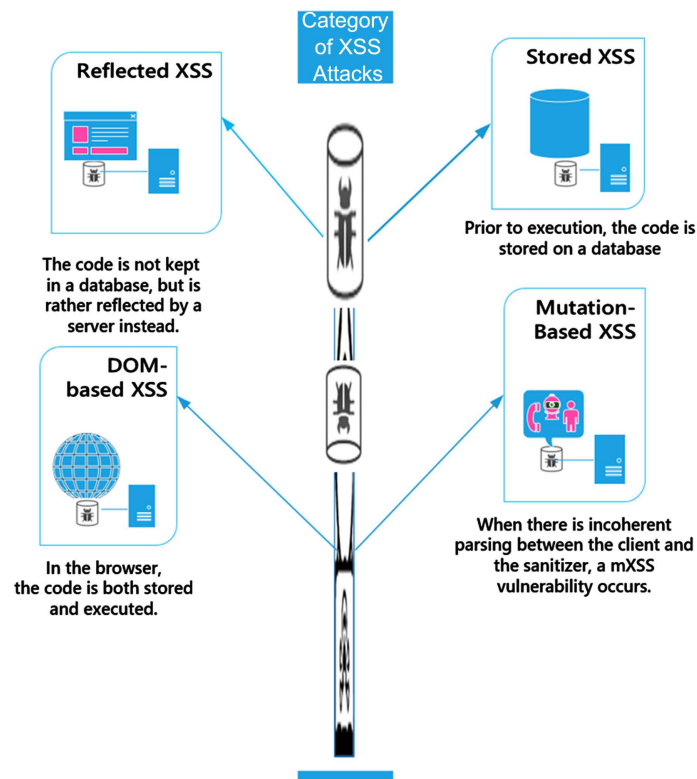 Category
of XSS
Attacks
Reflected XSS
The code is not kept
in a database, but is
rather reflected by a
server instead.
Stored XSS
Prior to execution, the code is
stored on a database
DOM-
based XSS
In the browser,
the code is both stored
and executed.
Mutation-
Based XSS
When there is incoherent
parsing between the client and
the sanitizer, a mXSS
vulnerability occurs.